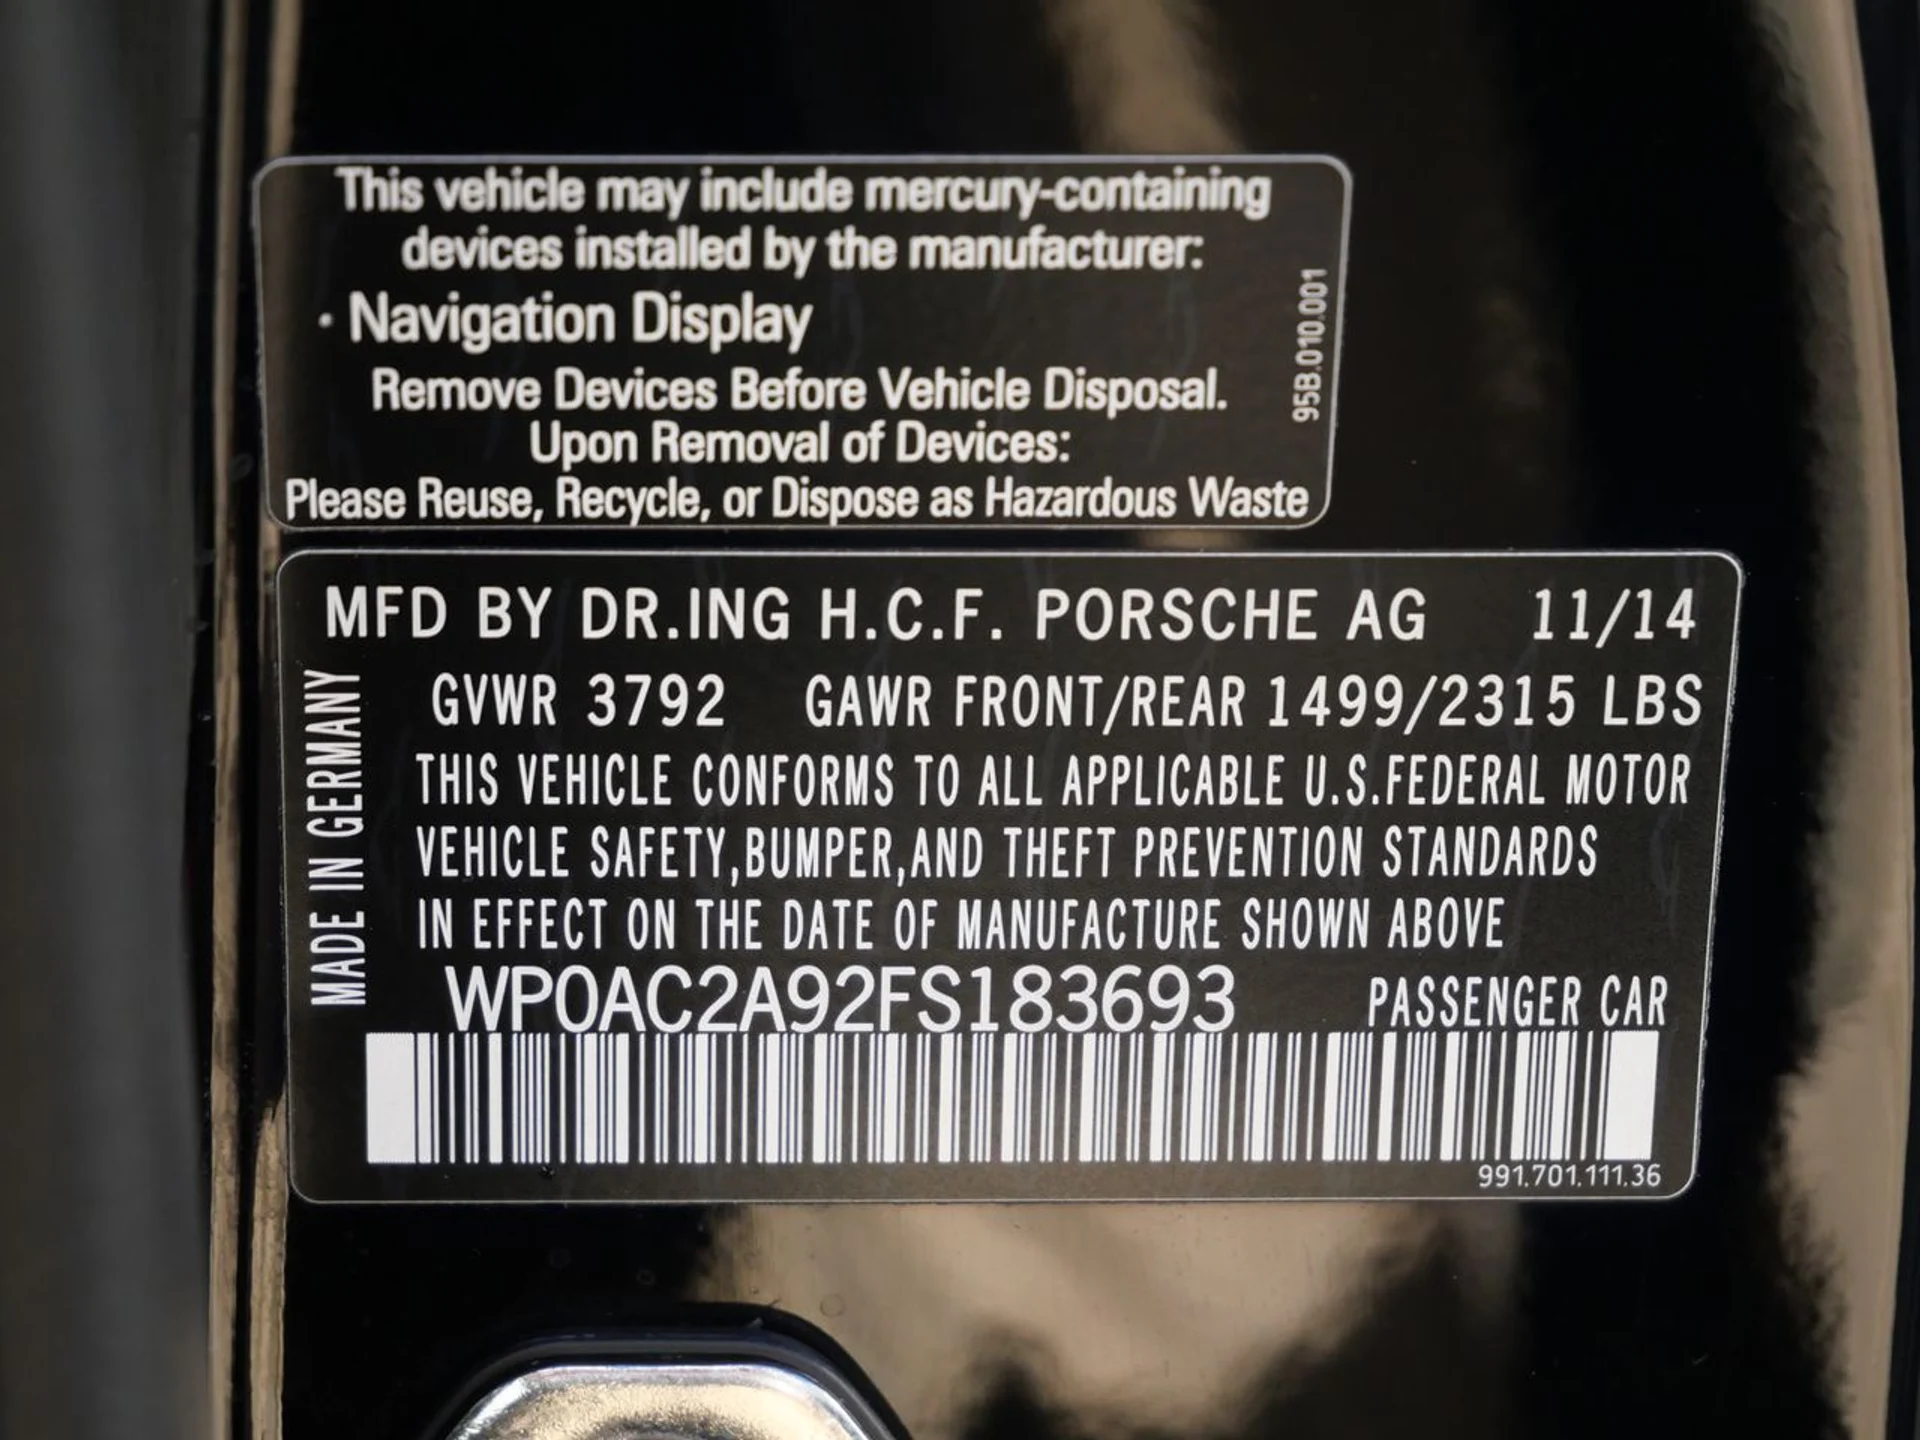 This vehicle may include mercury-containing
devices installed by the manufacturer:
· Navigation Display
Remove Devices Before Vehicle Disposal.
Upon Removal of Devices:
Please Reuse, Recycle, or Dispose as Hazardous Waste
95B.010.001
MFD BY DR.ING H.C.F. PORSCHE AG 11/14
GVWR 3792 GAWR FRONT/REAR 1499/2315 LBS
THIS VEHICLE CONFORMS TO ALL APPLICABLE U.S.FEDERAL MOTOR
VEHICLE SAFETY,BUMPER,AND THEFT PREVENTION STANDARDS
IN EFFECT ON THE DATE OF MANUFACTURE SHOWN ABOVE
MADE IN GERMANY
WP0AC2A92FS183693 PASSENGER CAR
991.701.111.36